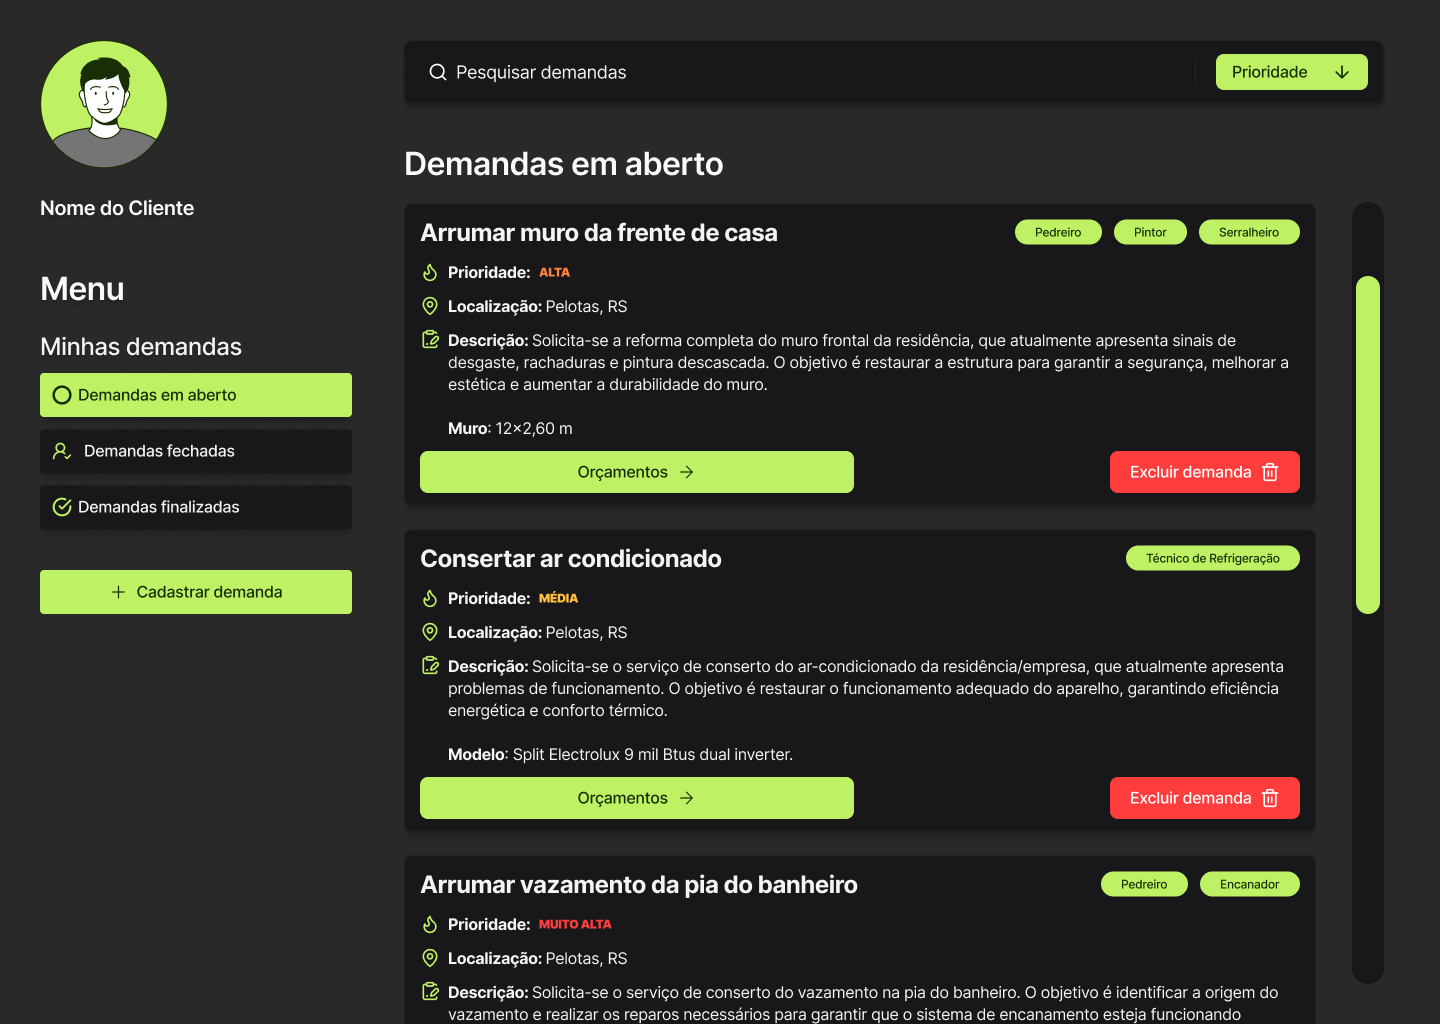 Nome do Cliente
Menu
Minhas demandas
Demandas em aberto
Demandas fechadas
Demandas finalizadas
Cadastrar demanda
Pesquisar demandas
Prioridade
Demandas em aberto
Arrumar muro da frente de casa
Pedreiro Pintor Serralheiro
Prioridade: ALTA
Localização: Pelotas, RS
Descrição: Solicita-se a reforma completa do muro frontal da residência, que atualmente apresenta sinais de
desgaste, rachaduras e pintura descascada. O objetivo é restaurar a estrutura para garantir a segurança, melhorar a
estética e aumentar a durabilidade do muro.
Muro: 12x2,60 m
Orçamentos
Excluir demanda
Consertar ar condicionado
Técnico de Refrigeração
Prioridade: MÉDIA
Localização: Pelotas, RS
Descrição: Solicita-se o serviço de conserto do ar-condicionado da residência/empresa, que atualmente apresenta
problemas de funcionamento. O objetivo é restaurar o funcionamento adequado do aparelho, garantindo eficiência
energética e conforto térmico.
Modelo: Split Electrolux 9 mil Btus dual inverter.
Orçamentos
Excluir demanda
Arrumar vazamento da pia do banheiro
Pedreiro Encanador
Prioridade: MUITO ALTA
Localização: Pelotas, RS
Descrição: Solicita-se o serviço de conserto do vazamento na pia do banheiro. O objetivo é identificar a origem do
vazamento e realizar os reparos necessários para garantir que o sistema de encanamento esteja funcionando